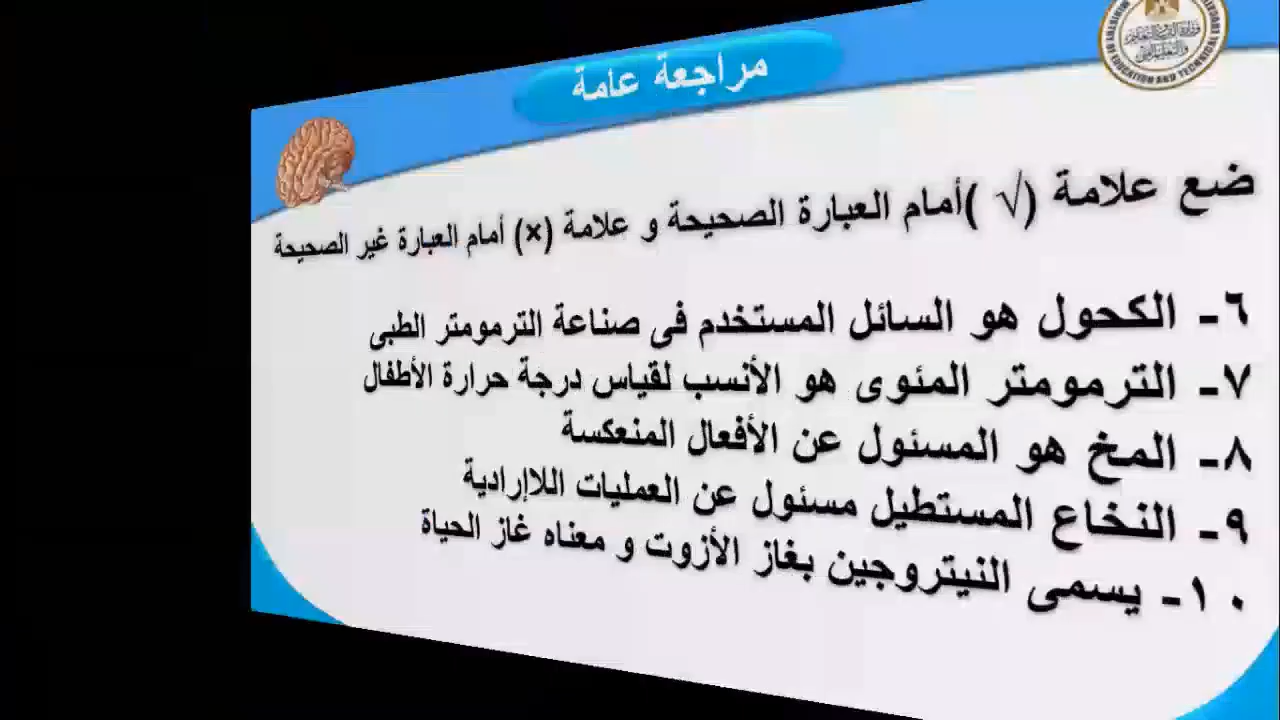 مراجعة عامة
ضع علامة (√ )أمام العبارة الصحيحة و علامة (×) أمام العبارة غير الصحيحة
٦- الكحول هو السائل المستخدم فى صناعة الترمومتر الطبى
٧- الترمومتر المئوى هو الأنسب لقياس درجة حرارة الأطفال
٨- المخ هو المسئول عن الأفعال المنعكسة
٩- النخاع المستطيل مسئول عن العمليات اللاإرادية
١٠- يسمى النيتروجين بغاز الأزوت و معناه غاز الحياة